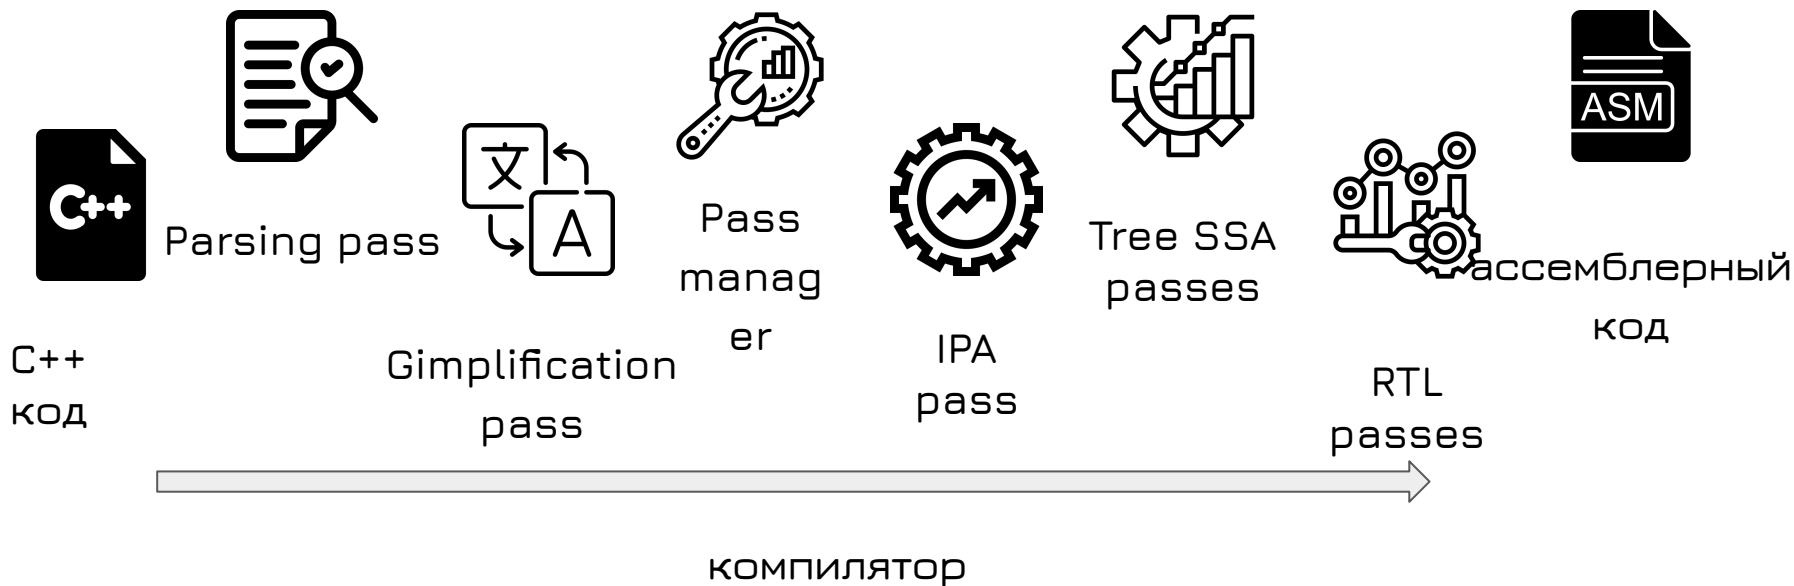 C++
C++
код
Parsing pass
文
A
Gimplification
pass
Pass
manag
er
IPA
pass
Tree SSA
passes
RTL
passes
ASM
ассемблерный
код
компилятор